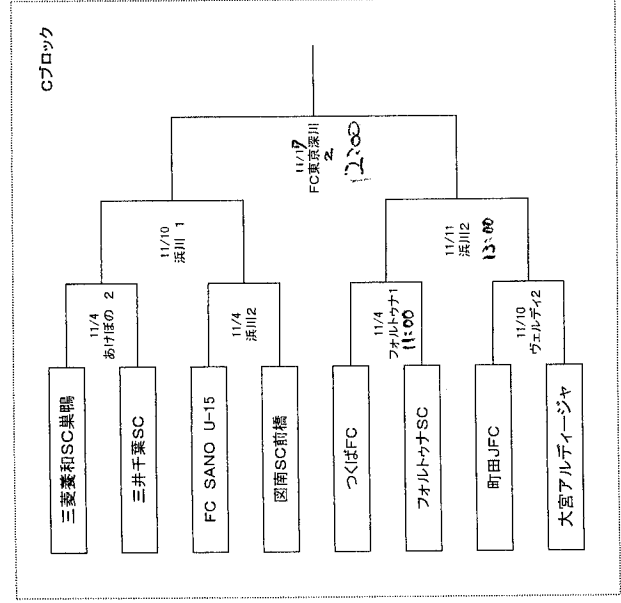 Cブロック
11/17
FC東京深川
2
12:00
11/10
浜川 1
11/11
浜川2
13:00
11/4
あけぼの 2
11/4
浜川2
11/4
フォルトゥナ1
11:00
11/10
ヴェルディ2
三菱養和SC巣鴨
三井千葉SC
FC SANO U-15
図南SC前橋
つくばFC
フォルトゥナSC
町田JFC
大宮アルディージャ